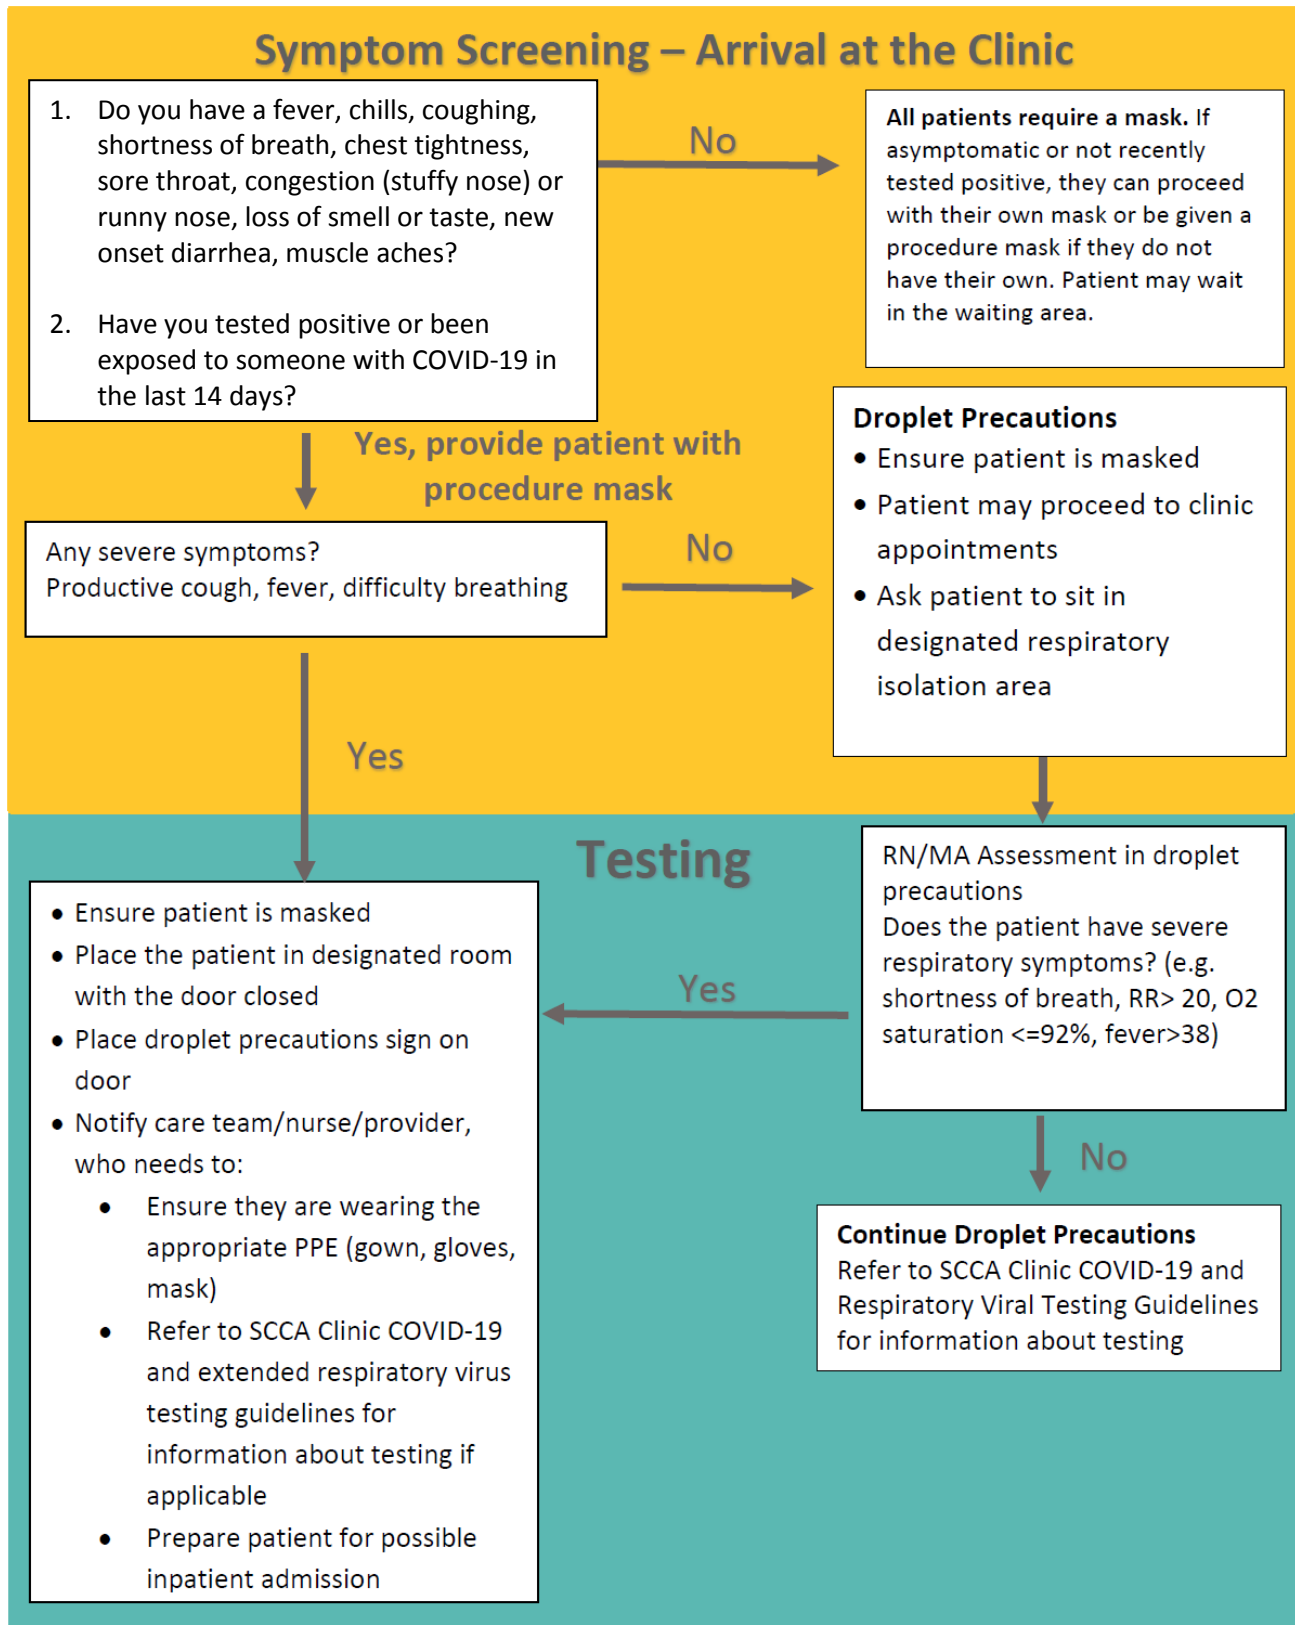 Symptom Screening – Arrival at the Clinic
1. Do you have a fever, chills, coughing,
shortness of breath, chest tightness,
sore throat, congestion (stuffy nose) or
runny nose, loss of smell or taste, new
onset diarrhea, muscle aches?
2. Have you tested positive or been
exposed to someone with COVID-19 in
the last 14 days?
No
All patients require a mask. If
asymptomatic or not recently
tested positive, they can proceed
with their own mask or be given a
procedure mask if they do not
have their own. Patient may wait
in the waiting area.
Yes, provide patient with
procedure mask
Any severe symptoms?
Productive cough, fever, difficulty breathing
No
Droplet Precautions
• Ensure patient is masked
• Patient may proceed to clinic
appointments
• Ask patient to sit in
designated respiratory
isolation area
Yes
Testing
RN/MA Assessment in droplet
precautions
Does the patient have severe
respiratory symptoms? (e.g.
shortness of breath, RR> 20, O2
saturation <=92%, fever>38)
Yes
• Ensure patient is masked
• Place the patient in designated room
with the door closed
• Place droplet precautions sign on
door
• Notify care team/nurse/provider,
who needs to:
• Ensure they are wearing the
appropriate PPE (gown, gloves,
mask)
• Refer to SCCA Clinic COVID-19
and extended respiratory virus
testing guidelines for
information about testing if
applicable
• Prepare patient for possible
inpatient admission
No
Continue Droplet Precautions
Refer to SCCA Clinic COVID-19 and
Respiratory Viral Testing Guidelines
for information about testing